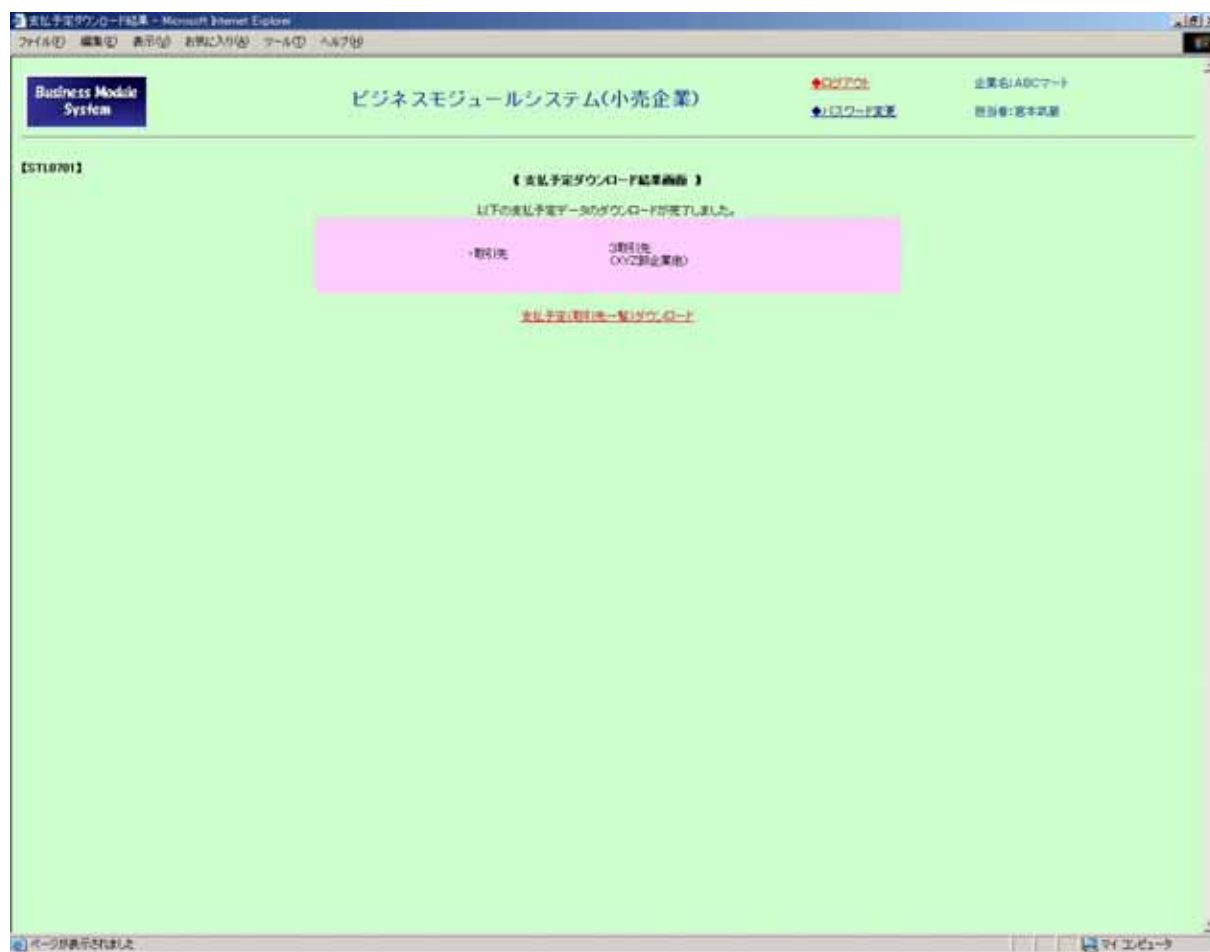 支払予定ダウンロード結果 - Microsoft Internet Explorer
ファイル(F) 編集(E) 表示(V) お気に入り(A) ツール(T) ヘルプ(H)
Business Module
System
ビジネスモジュールシステム(小売企業)
◆ログアウト
◆パスワード変更
企業名:ABCマート
担当者:宮本武蔵
【STL0701】
《 支払予定ダウンロード結果画面 》
以下の支払予定データのダウンロードが完了しました。
・取引先
3取引先
(XYZ卸企業他)
支払予定(取引先一覧)ダウンロード
ページが表示されました
マイ コンピュータ